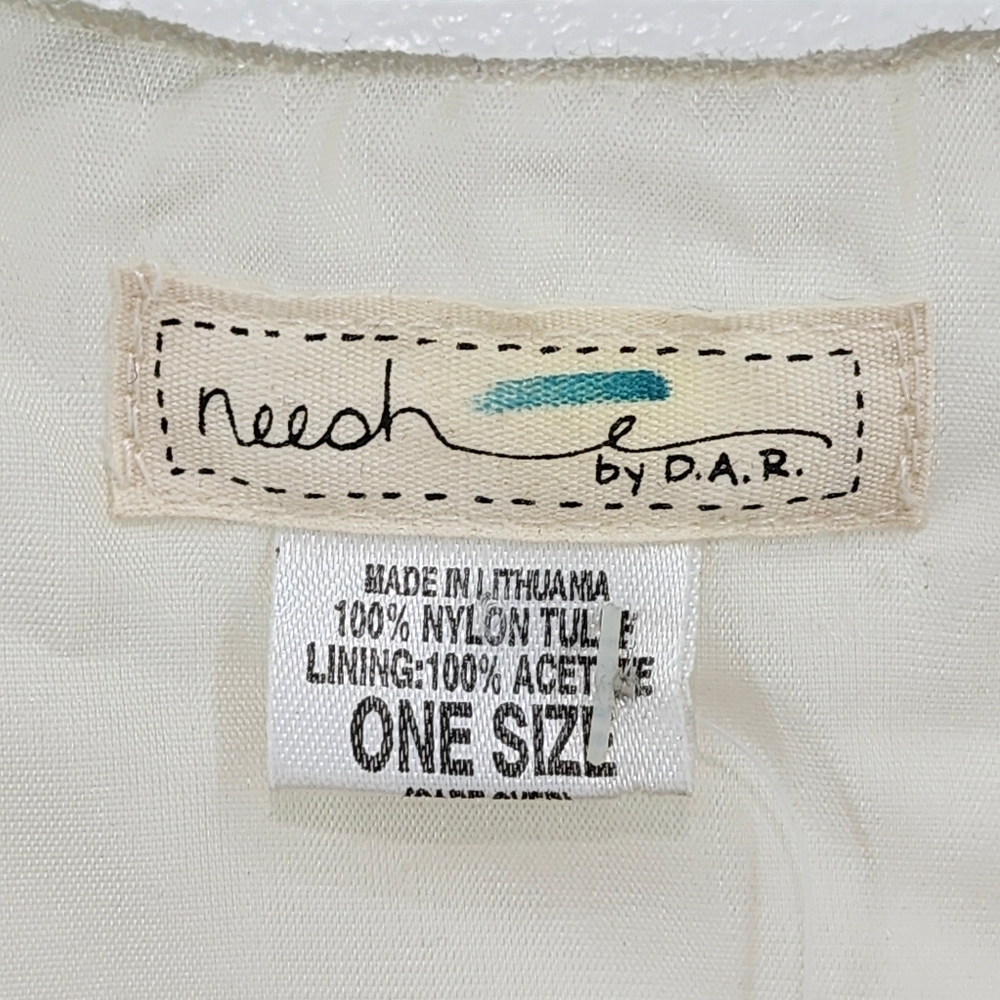 neesh
by D.A.R.
MADE IN LITHUANIA
100% NYLON TULLE
LINING:100% ACETATE
ONE SIZE